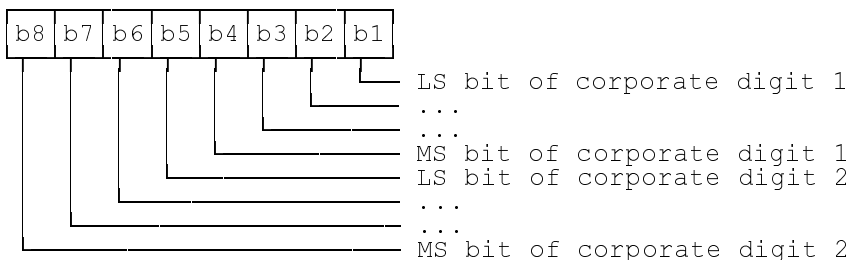 b8 b7 b6 b5 b4 b3 b2 b1
LS bit of corporate digit 1
...
...
MS bit of corporate digit 1
LS bit of corporate digit 2
...
...
MS bit of corporate digit 2